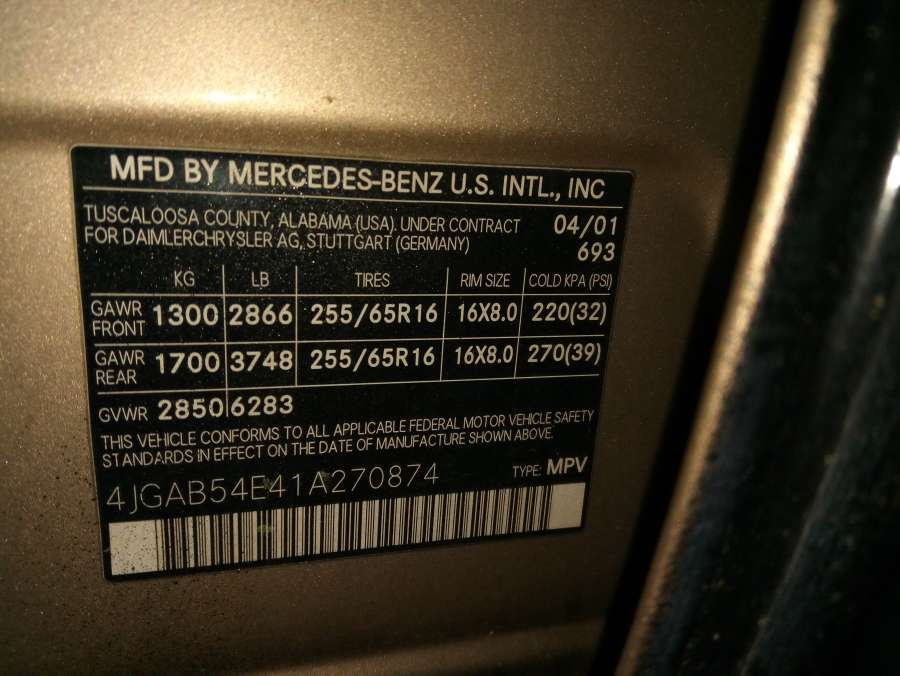 MFD BY MERCEDES-BENZ U.S. INTL., INC
TUSCALOOSA COUNTY, ALABAMA (USA). UNDER CONTRACT 04/01
FOR DAIMLERCHRYSLER AG, STUTTGART (GERMANY) 693
KG LB TIRES RIM SIZE COLD KPA (PSI)
GAWR FRONT 1300 2866 255/65R16 16X8.0 220(32)
GAWR REAR 1700 3748 255/65R16 16X8.0 270(39)
GVWR 2850 6283
THIS VEHICLE CONFORMS TO ALL APPLICABLE FEDERAL MOTOR VEHICLE SAFETY
STANDARDS IN EFFECT ON THE DATE OF MANUFACTURE SHOWN ABOVE.
4JGAB54E41A270874 TYPE: MPV